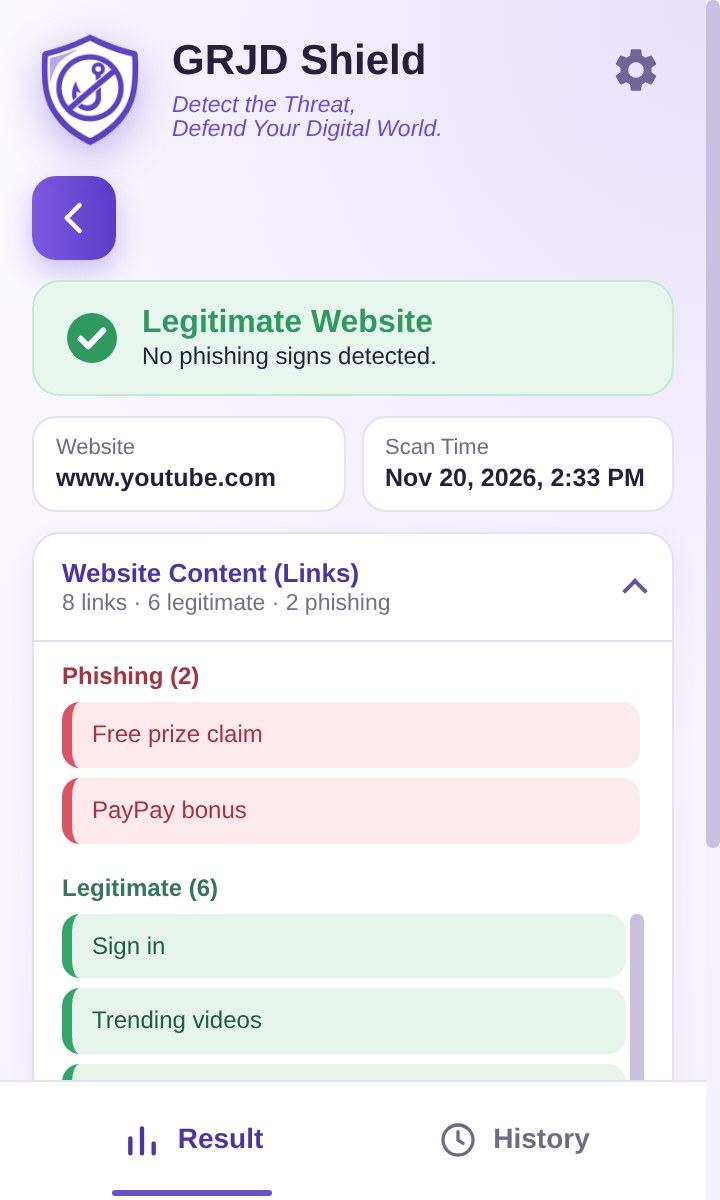 GRJD Shield
Detect the Threat,
Defend Your Digital World.
Legitimate Website
No phishing signs detected.
Website
www.youtube.com
Scan Time
Nov 20, 2026, 2:33 PM
Website Content (Links)
8 links · 6 legitimate · 2 phishing
Phishing (2)
Free prize claim
PayPay bonus
Legitimate (6)
Sign in
Trending videos
Result
History